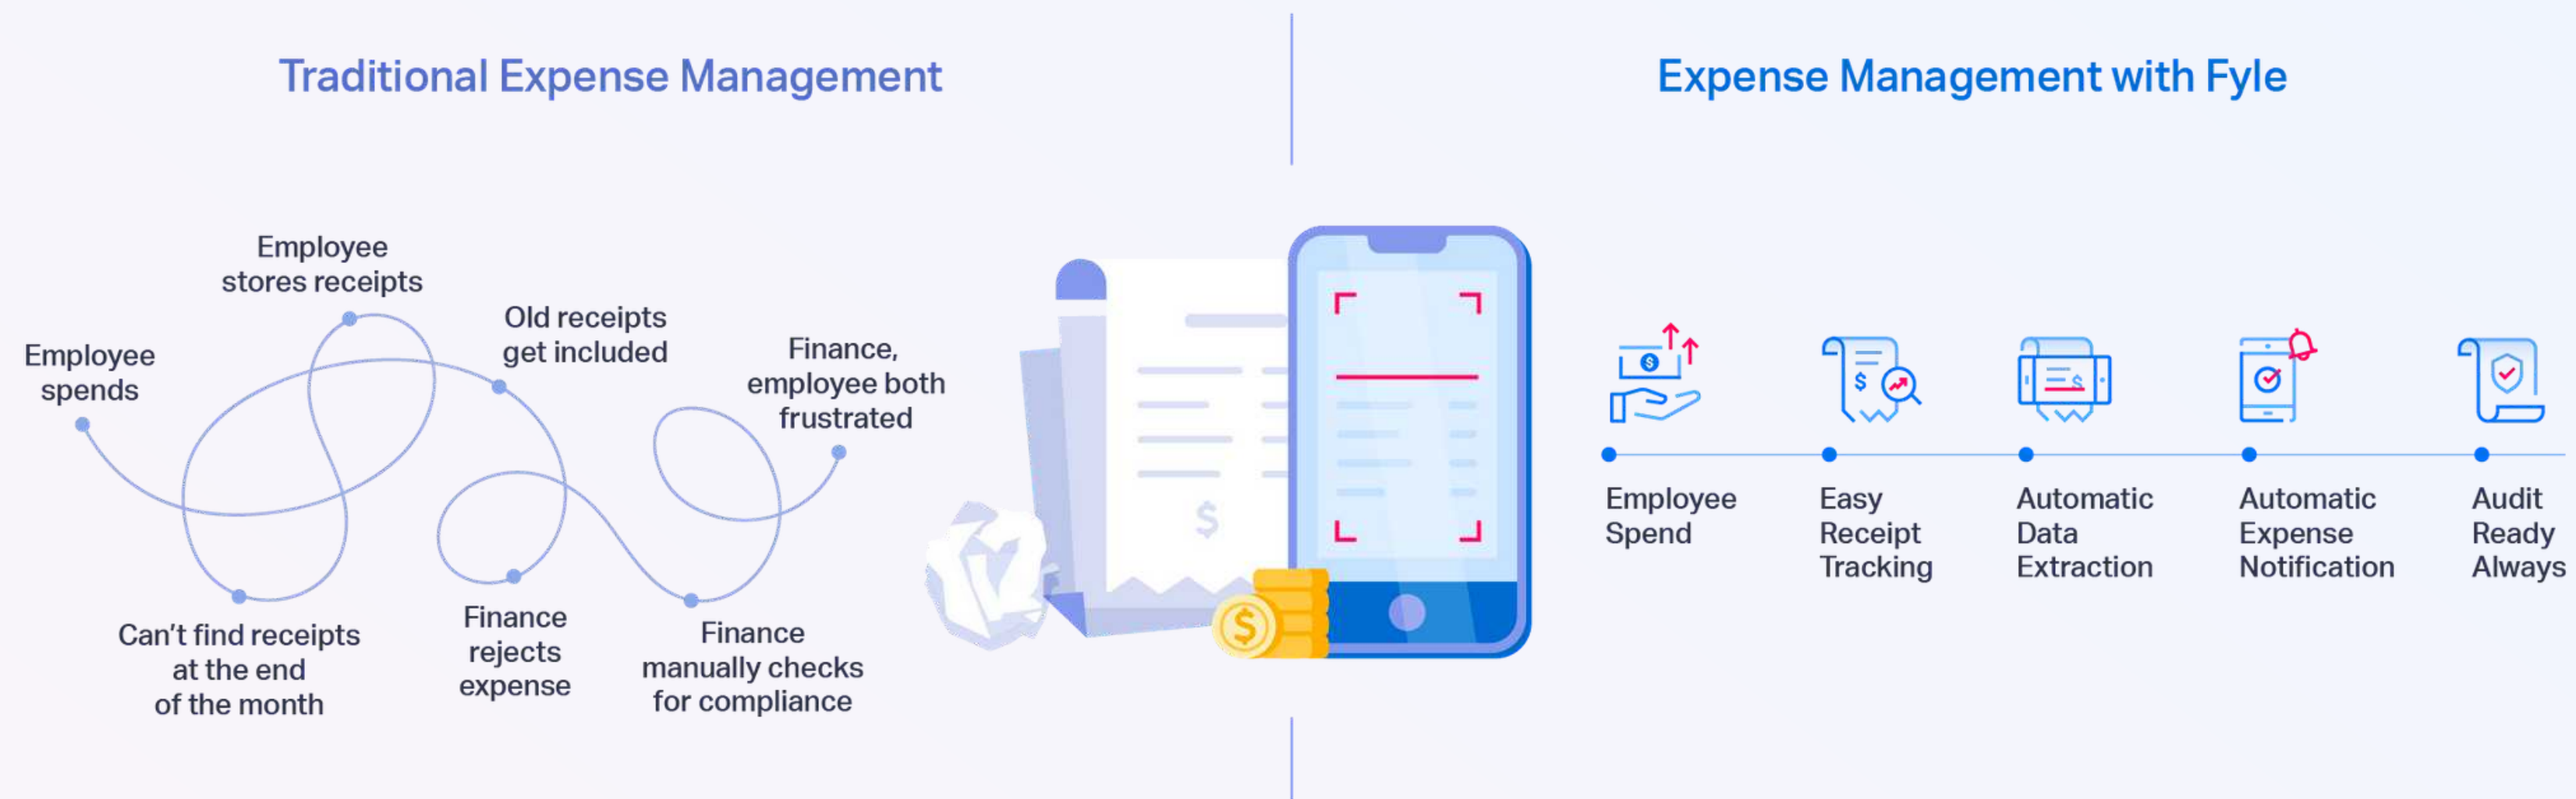 Traditional Expense Management
Employee
spends
Employee
stores receipts
Can't find receipts
at the end
of the month
Old receipts
get included
Finance
rejects
expense
Finance
manually checks
for compliance
Finance,
employee both
frustrated
$
$
Expense Management with Fyle
$
Employee
Spend
$
Easy
Receipt
Tracking
$
Automatic
Data
Extraction
Automatic
Expense
Notification
Audit
Ready
Always